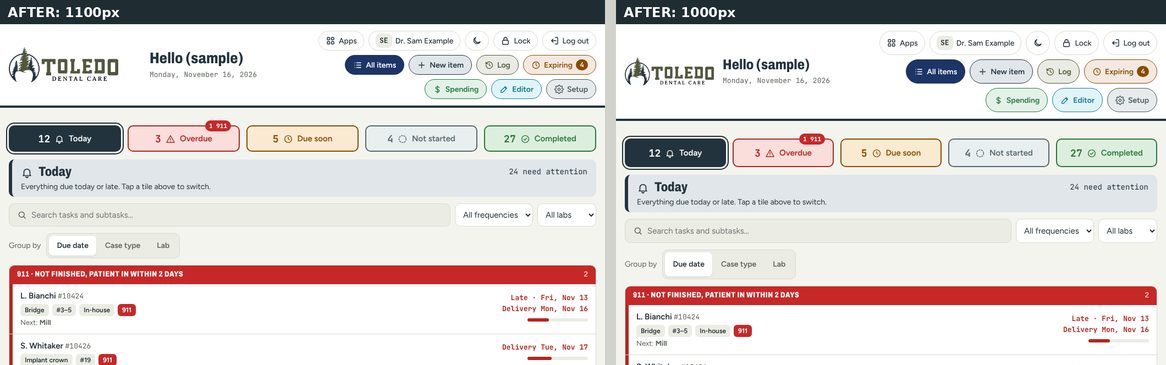 AFTER: 1100px
Apps SE Dr. Sam Example Lock Log out
TOLEDO
DENTAL CARE
Hello (sample)
Monday, November 16, 2026
All items New item Log Expiring 4
Spending Editor Setup
12 Today 3 Overdue 1 911 5 Due soon 4 Not started 27 Completed
Today 24 need attention
Everything due today or late. Tap a tile above to switch.
Search tasks and subtasks... All frequencies All labs
Group by Due date Case type Lab
911 · NOT FINISHED, PATIENT IN WITHIN 2 DAYS 2
L. Bianchi #10424 Late · Fri, Nov 13
Bridge #3–5 In-house 911 Delivery Mon, Nov 16
Next: Mill
S. Whitaker #10426 Delivery Tue, Nov 17
Implant crown #19 911
AFTER: 1000px
Apps SE Dr. Sam Example Lock Log out
TOLEDO
DENTAL CARE
Hello (sample)
Monday, November 16, 2026
All items New item Log Expiring 4
Spending Editor Setup
12 Today 3 Overdue 1 911 5 Due soon 4 Not started 27 Completed
Today 24 need attention
Everything due today or late. Tap a tile above to switch.
Search tasks and subtasks... All frequencies All labs
Group by Due date Case type Lab
911 · NOT FINISHED, PATIENT IN WITHIN 2 DAYS 2
L. Bianchi #10424 Late · Fri, Nov 13
Bridge #3–5 In-house 911 Delivery Mon, Nov 16
Next: Mill